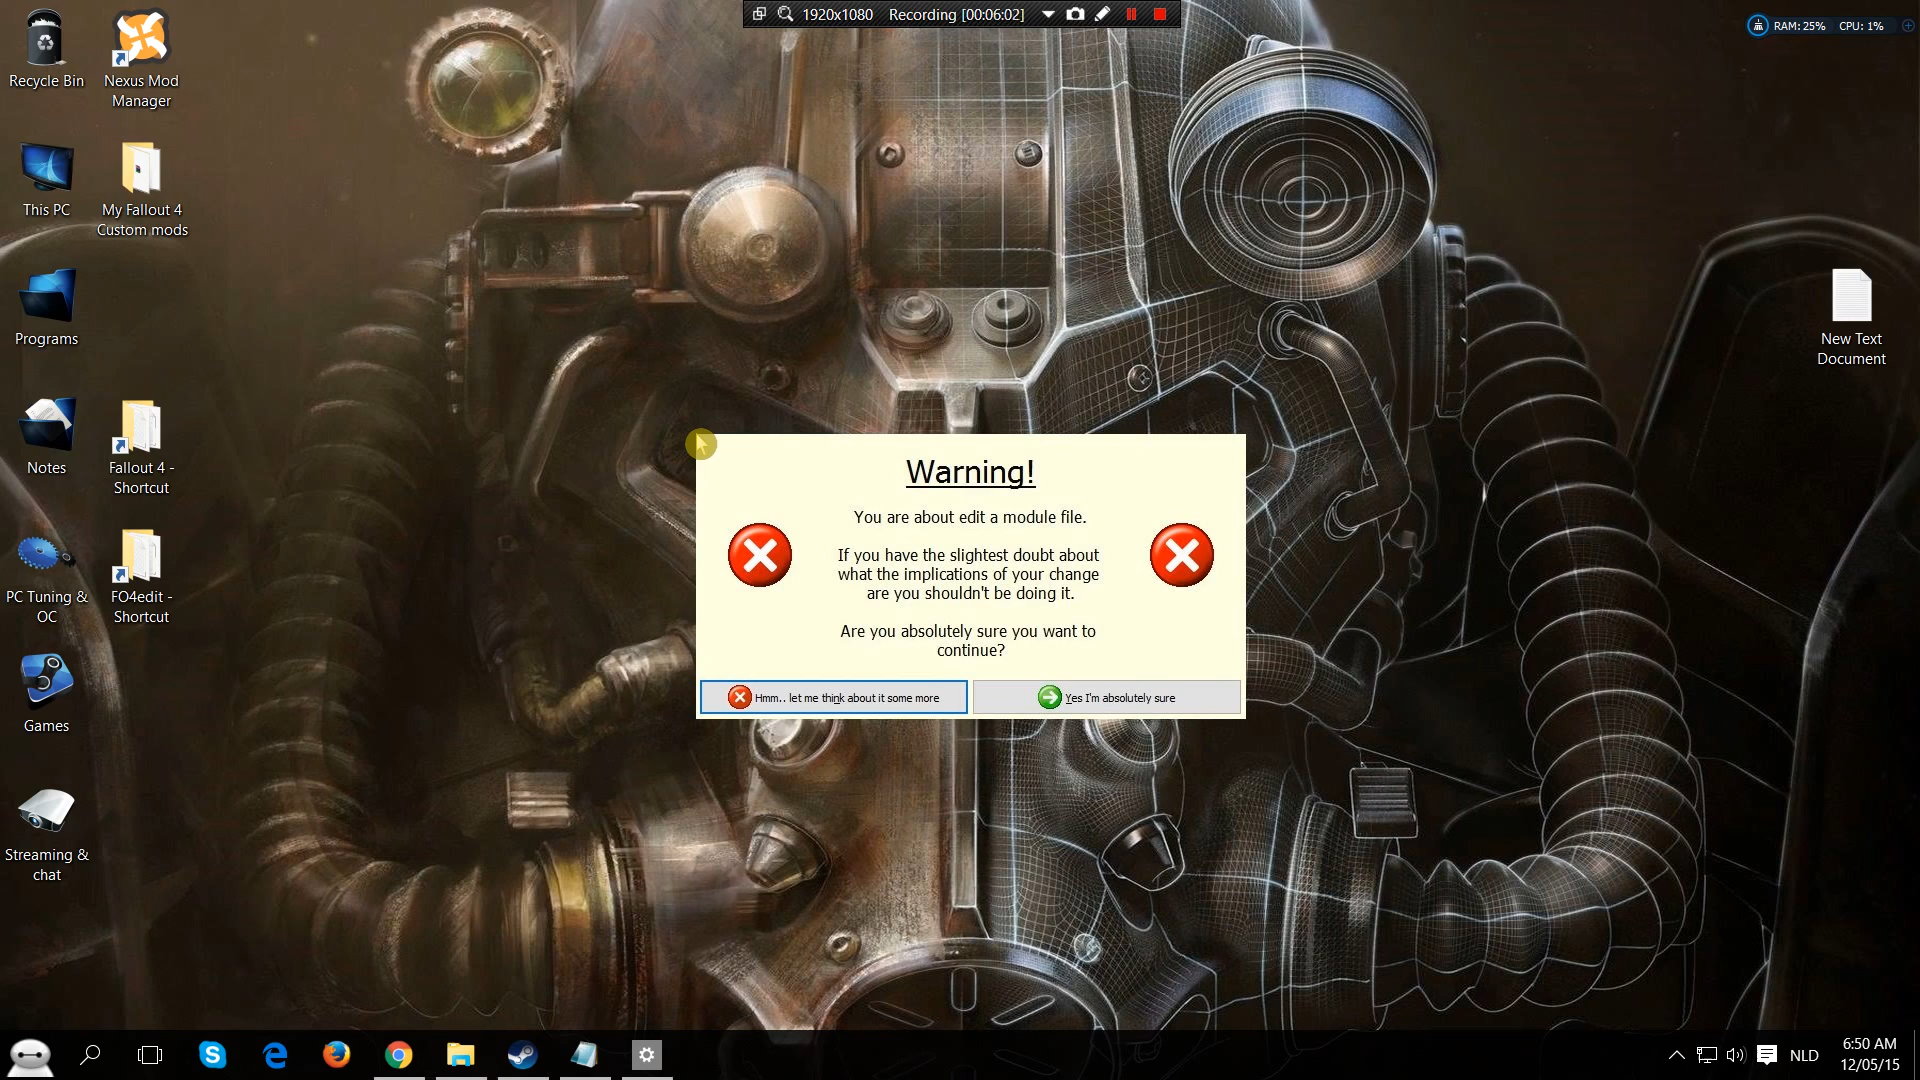 1920x1080 Recording [00:06:02]
RAM: 25% CPU: 1%
Recycle Bin
Nexus Mod
Manager
This PC
My Fallout 4
Custom mods
Programs
Notes
Fallout 4 -
Shortcut
PC Tuning &
OC
FO4edit -
Shortcut
Games
Streaming &
chat
New Text
Document
Warning!
You are about edit a module file.
If you have the slightest doubt about
what the implications of your change
are you shouldn't be doing it.
Are you absolutely sure you want to
continue?
Hmm.. let me think about it some more
Yes I'm absolutely sure
NLD
6:50 AM
12/05/15